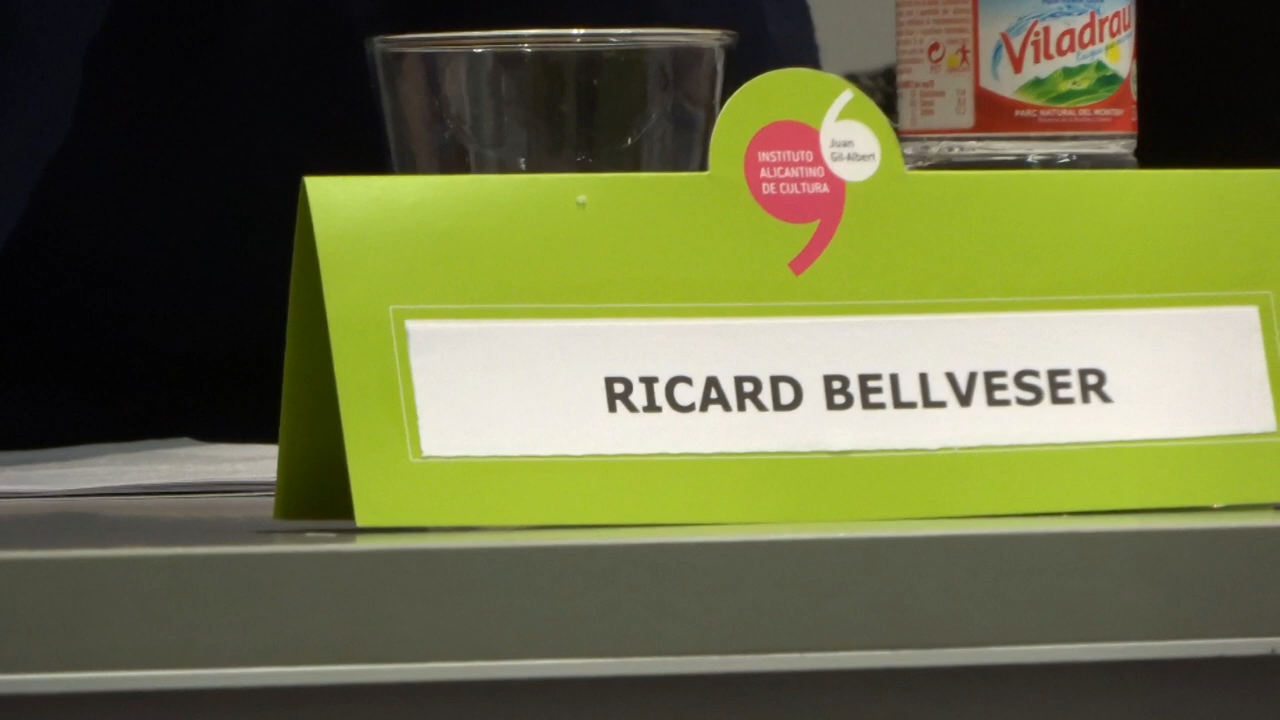 Viladrau
PARC NATURAL DEL MONTSENY
Juan
Gil-Albert
INSTITUTO
ALICANTINO
DE CULTURA
RICARD BELLVESER